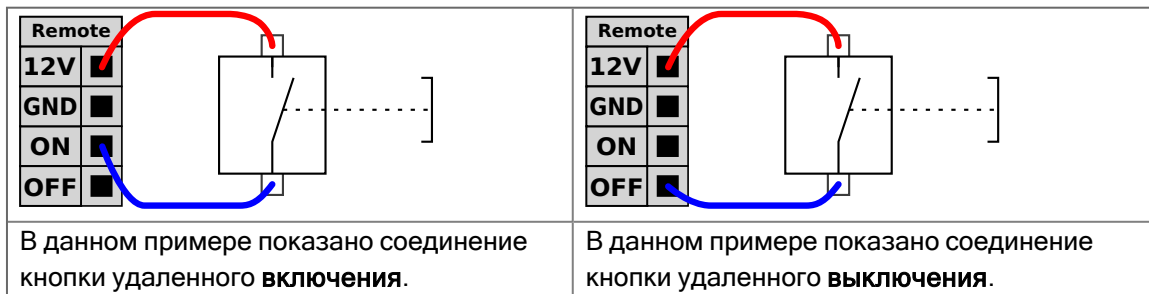 Remote
12V
GND
ON
OFF
В данном примере показано соединение
кнопки удаленного включения.
Remote
12V
GND
ON
OFF
В данном примере показано соединение
кнопки удаленного выключения.